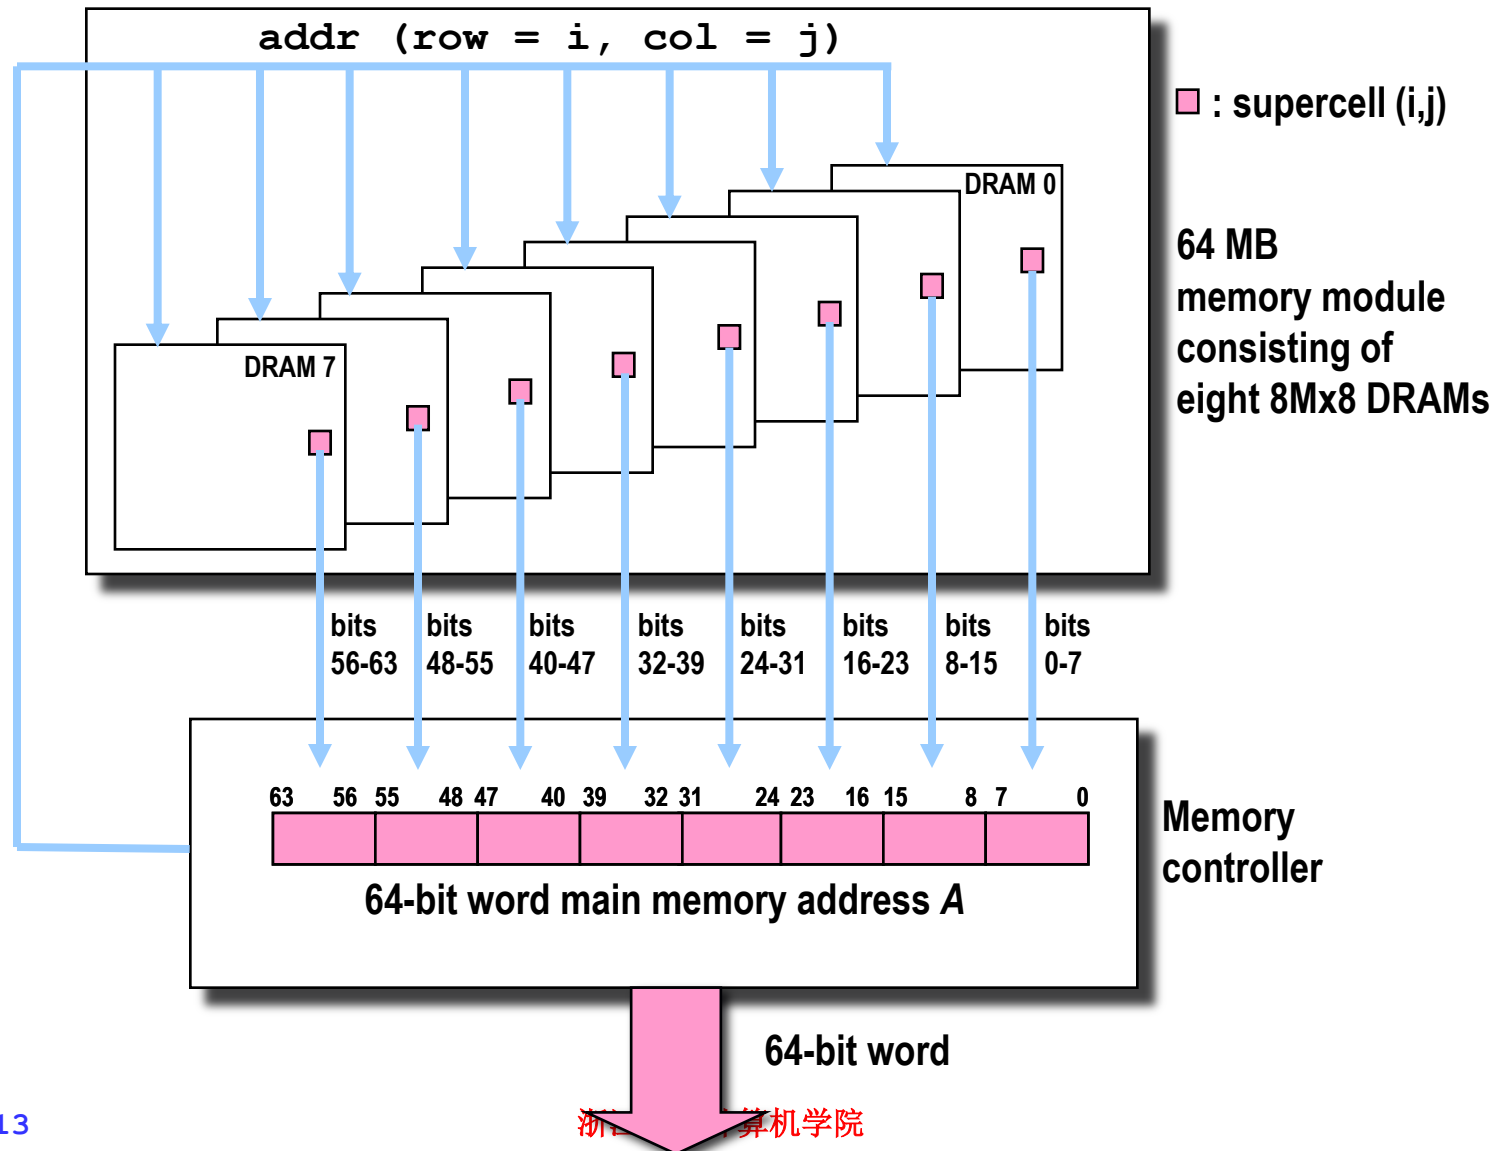 addr (row = i, col = j)
: supercell (i,j)
DRAM 0
64 MB
memory module
consisting of
eight 8Mx8 DRAMs
DRAM 7
bits
56-63
bits
48-55
bits
40-47
bits
32-39
bits
24-31
bits
16-23
bits
8-15
bits
0-7
63 56 55 48 47 40 39 32 31 24 23 16 15 8 7 0
64-bit word main memory address A
Memory
controller
64-bit word
13
浙 算机学院